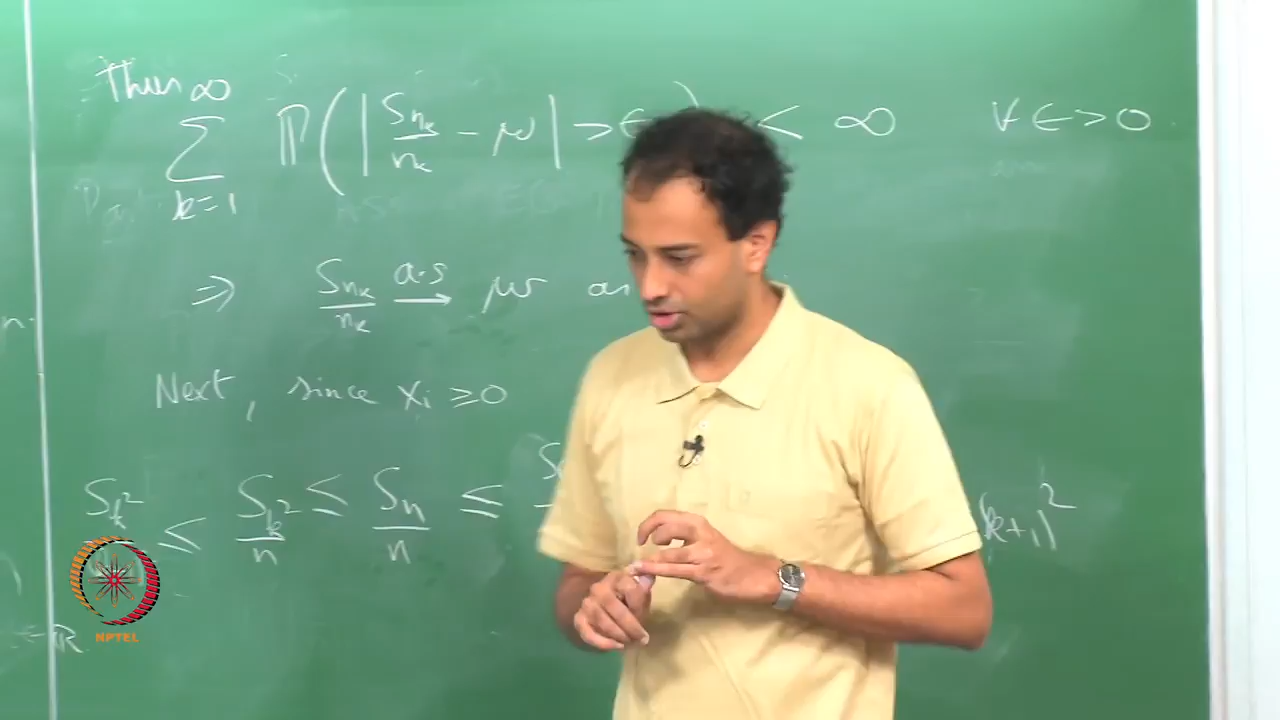 Then
∞ Σ k=1 ℙ(|S_{n_k}/n_k − μ| > ε) < ∞ ∀ ε > 0
⇒ S_{n_k}/n_k a.s → μ as
n.
Next, since X_i ≥ 0
S_{k²} ≤ S_{k²}/n ≤ S_n/n ≤ (k+1)²
ℝ
NPTEL